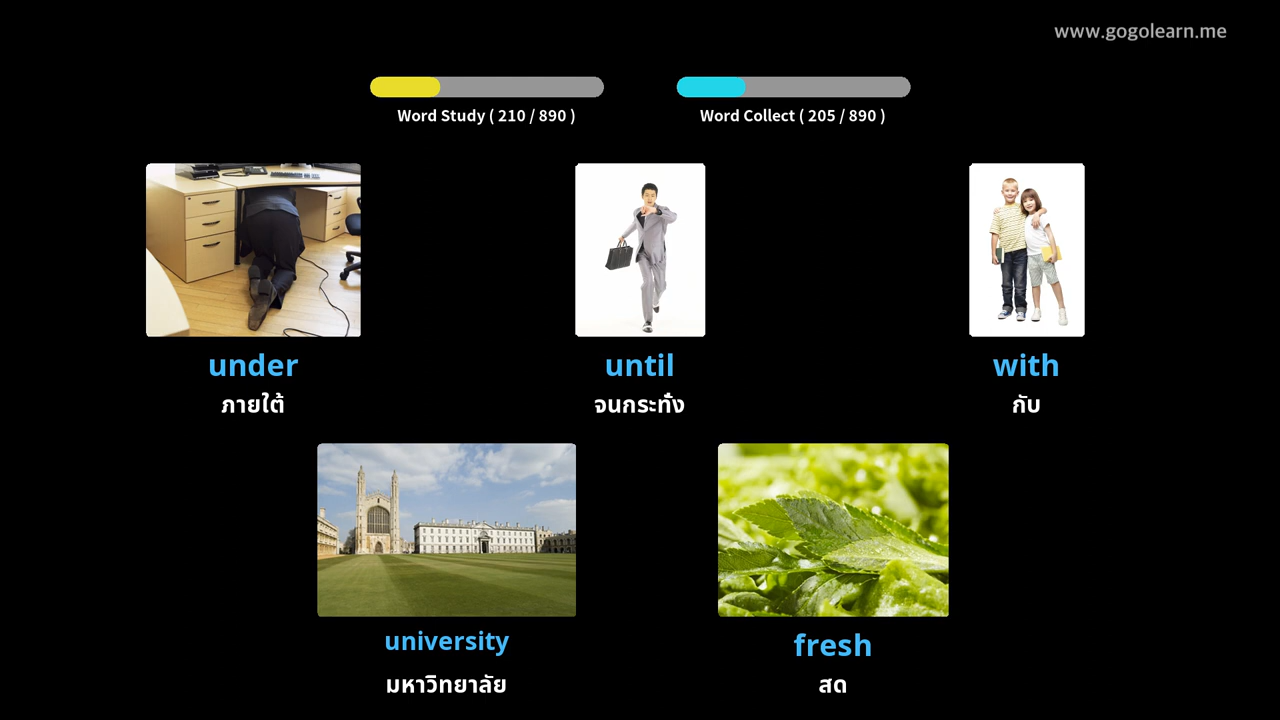 www.gogolearn.me
Word Study ( 210 / 890 )
Word Collect ( 205 / 890 )
under
until
with
ภายใต้
จนกระทั่ง
กับ
university
fresh
มหาวิทยาลัย
สด